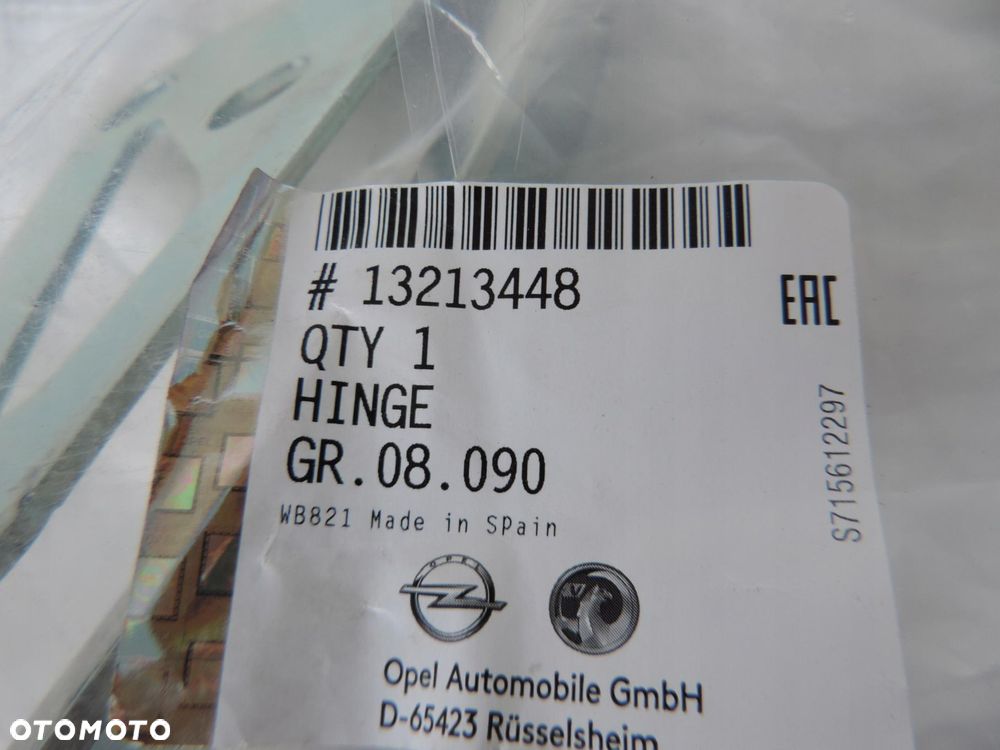 # 13213448
EAC
QTY 1
HINGE
GR.08.090
S715612297
WB821 Made in SPain
OPEL
Opel Automobile GmbH
D-65423 Rüsselsheim
OTOMOTO